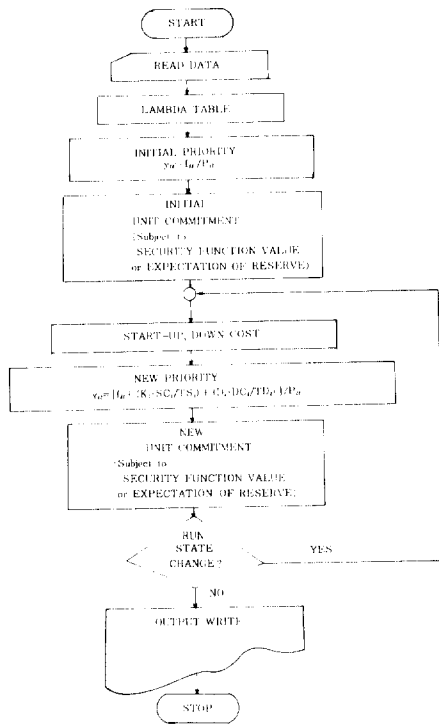 START
READ DATA
LAMBDA TABLE
INITIAL PRIORITY
INITIAL
UNIT COMMITMENT
(Subject to
SECURITY FUNCTION VALUE
or EXPECTATION OF RESERVE)
START-UP, DOWN COST
NEW PRIORITY
NEW
UNIT COMMITMENT
(Subject to
SECURITY FUNCTION VALUE
or EXPECTATION OF RESERVE)
RUN
STATE
CHANGE?
YES
NO
OUTPUT WRITE
STOP